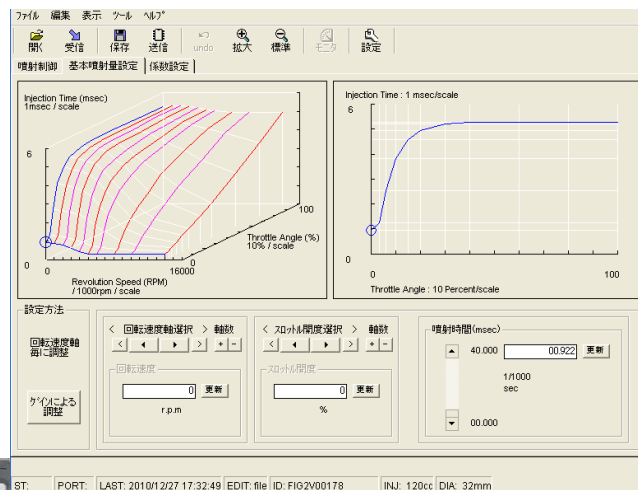 ファイル 編集 表示 ツール ヘルプ
開く 受信 保存 送信 undo 拡大 標準 モニタ 設定
噴射制御 基本噴射量設定 係数設定
Injection Time (msec)
1msec / scale
6
0
0
16000
Revolution Speed (RPM)
/ 1000rpm / scale
100
Throttle Angle (%)
10% / scale
0
Injection Time : 1 msec/scale
6
0
0
100
Throttle Angle : 10 Percent/scale
設定方法
回転速度軸
毎に調整
ゲインによる
調整
< 回転速度軸選択 > 軸数
< > + -
回転速度
0 更新
r.p.m
< スロットル開度選択 > 軸数
< > + -
スロットル開度
0 更新
%
噴射時間(msec)
40.000 00.922 更新
1/1000
sec
00.000
ST: PORT: LAST: 2010/12/27 17:32:49 EDIT: file ID: FIG2V00178 INJ: 120cc DIA: 32mm